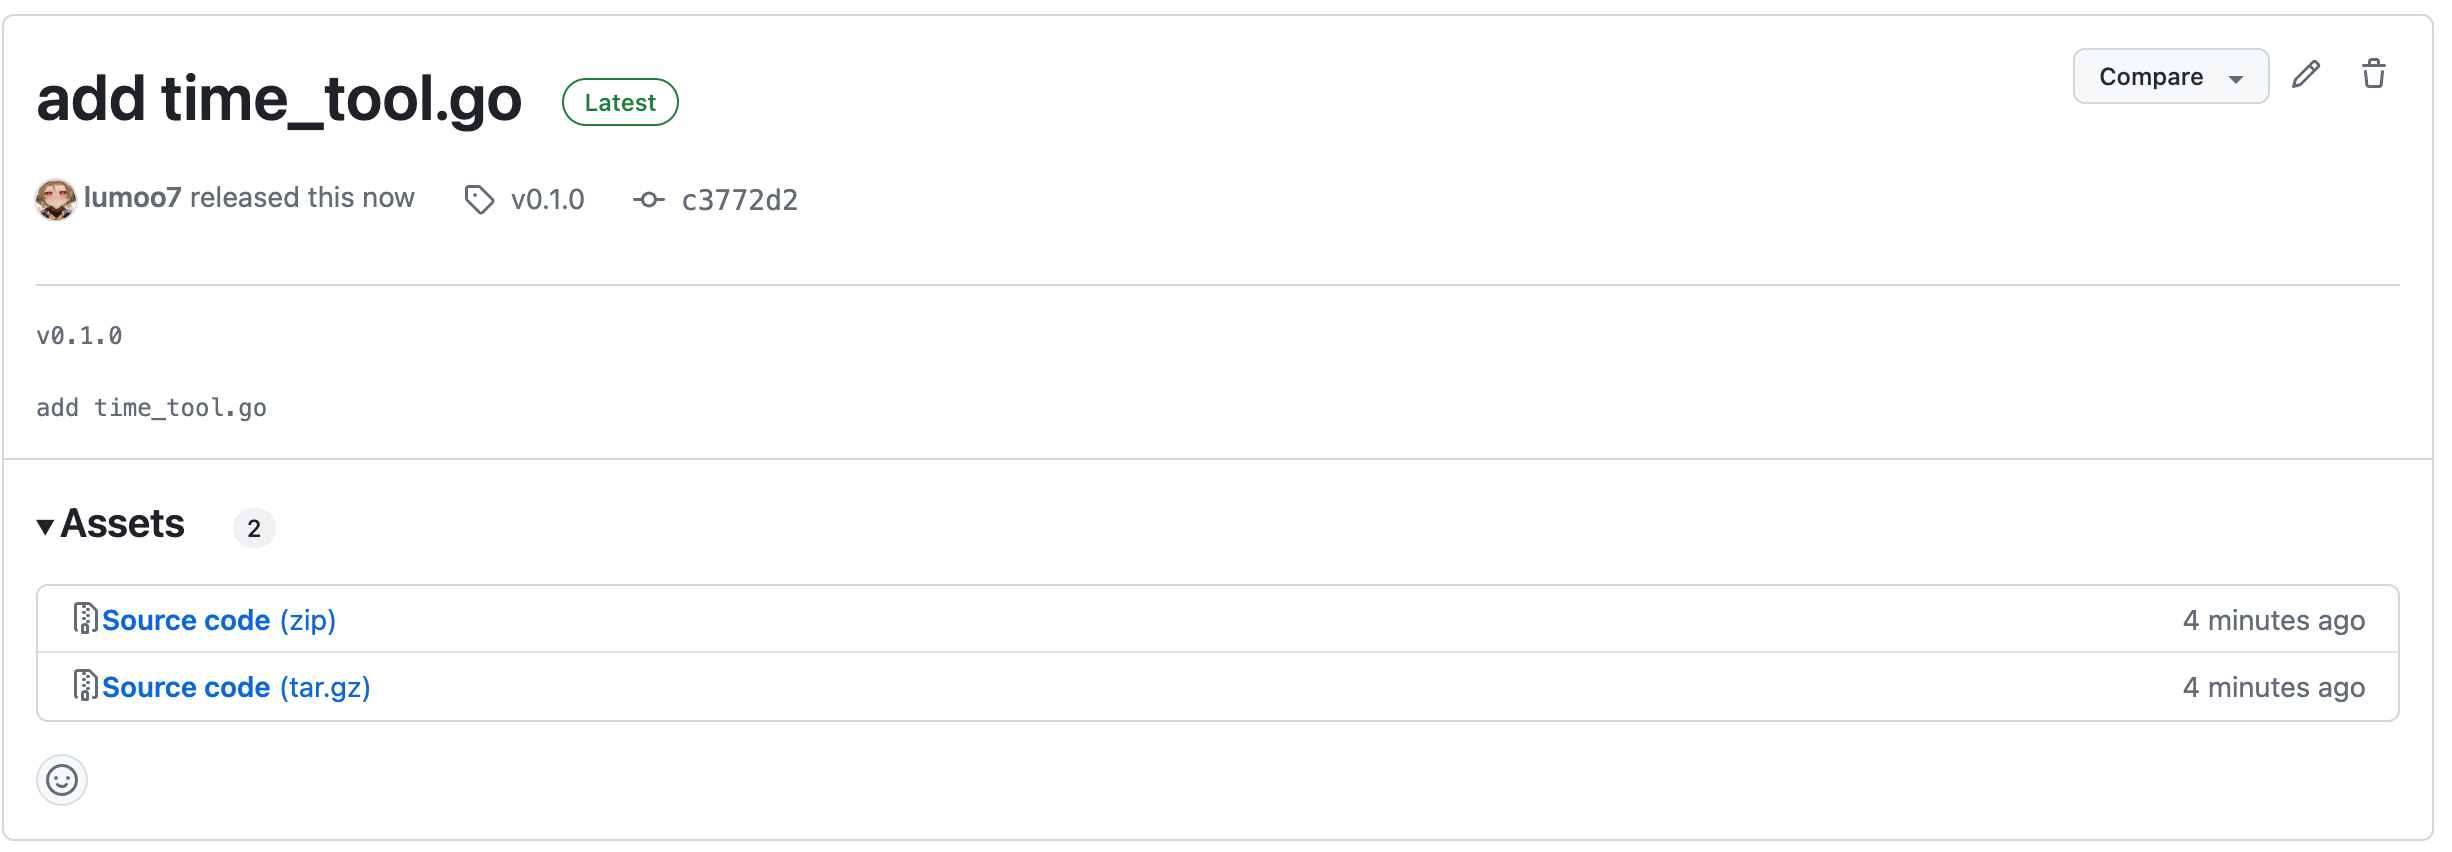 add time_tool.go Latest Compare
lumoo7 released this now v0.1.0 c3772d2
v0.1.0
add time_tool.go
Assets 2
Source code (zip) 4 minutes ago
Source code (tar.gz) 4 minutes ago